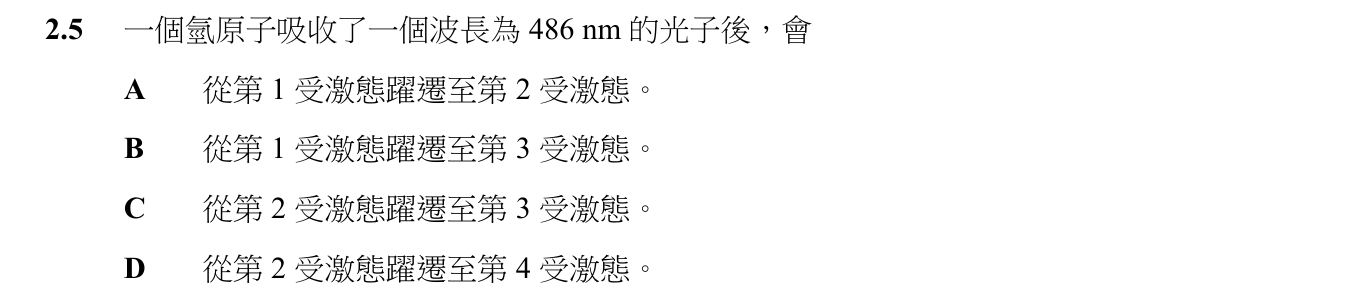 2.5 一個氫原子吸收了一個波長為 486 nm 的光子後，會
A 從第 1 受激態躍遷至第 2 受激態。
B 從第 1 受激態躍遷至第 3 受激態。
C 從第 2 受激態躍遷至第 3 受激態。
D 從第 2 受激態躍遷至第 4 受激態。